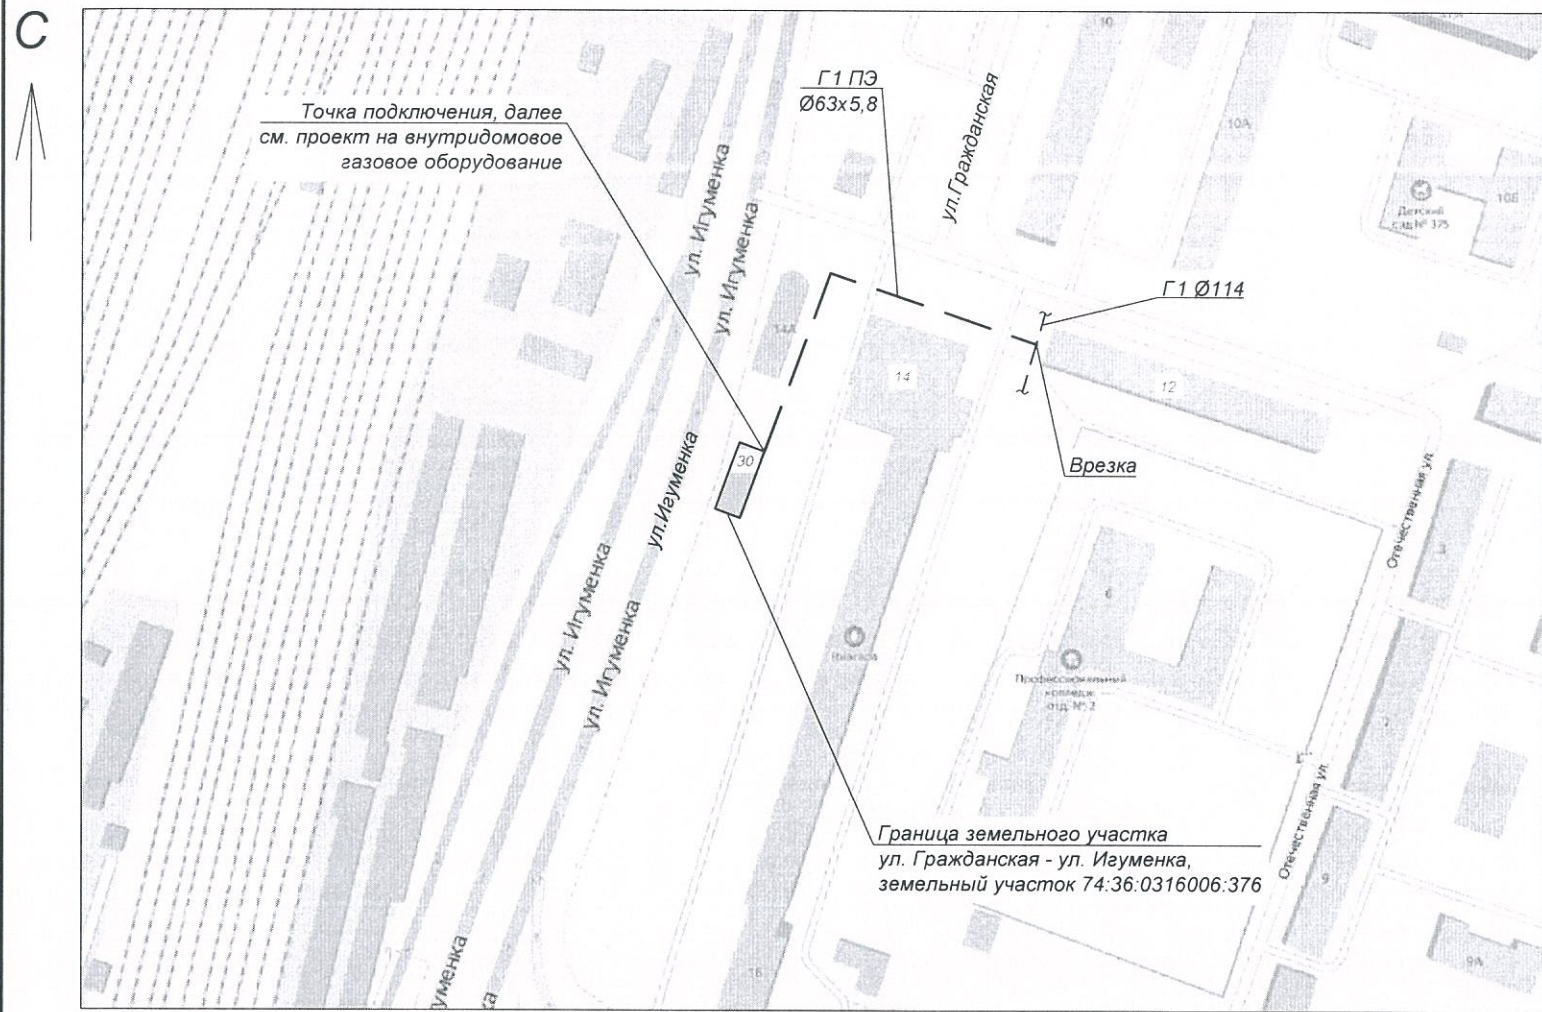 С
Точка подключения, далее
см. проект на внутридомовое
газовое оборудование
Г1 ПЭ
Ø63х5,8
ул.Гражданская
10
10А
10Б
Детский
сад № 375
ул. Игуменка
ул. Игуменка
Г1 Ø114
14А
14
12
Врезка
30
ул.Игуменка
Отечественная ул.
3
ул. Игуменка
ул. Игуменка
6
Профессиональный
колледж
отд. № 2
7
Отечественная ул.
9
Граница земельного участка
ул. Гражданская - ул. Игуменка,
земельный участок 74:36:0316006:376
9А
16
уменка
ка